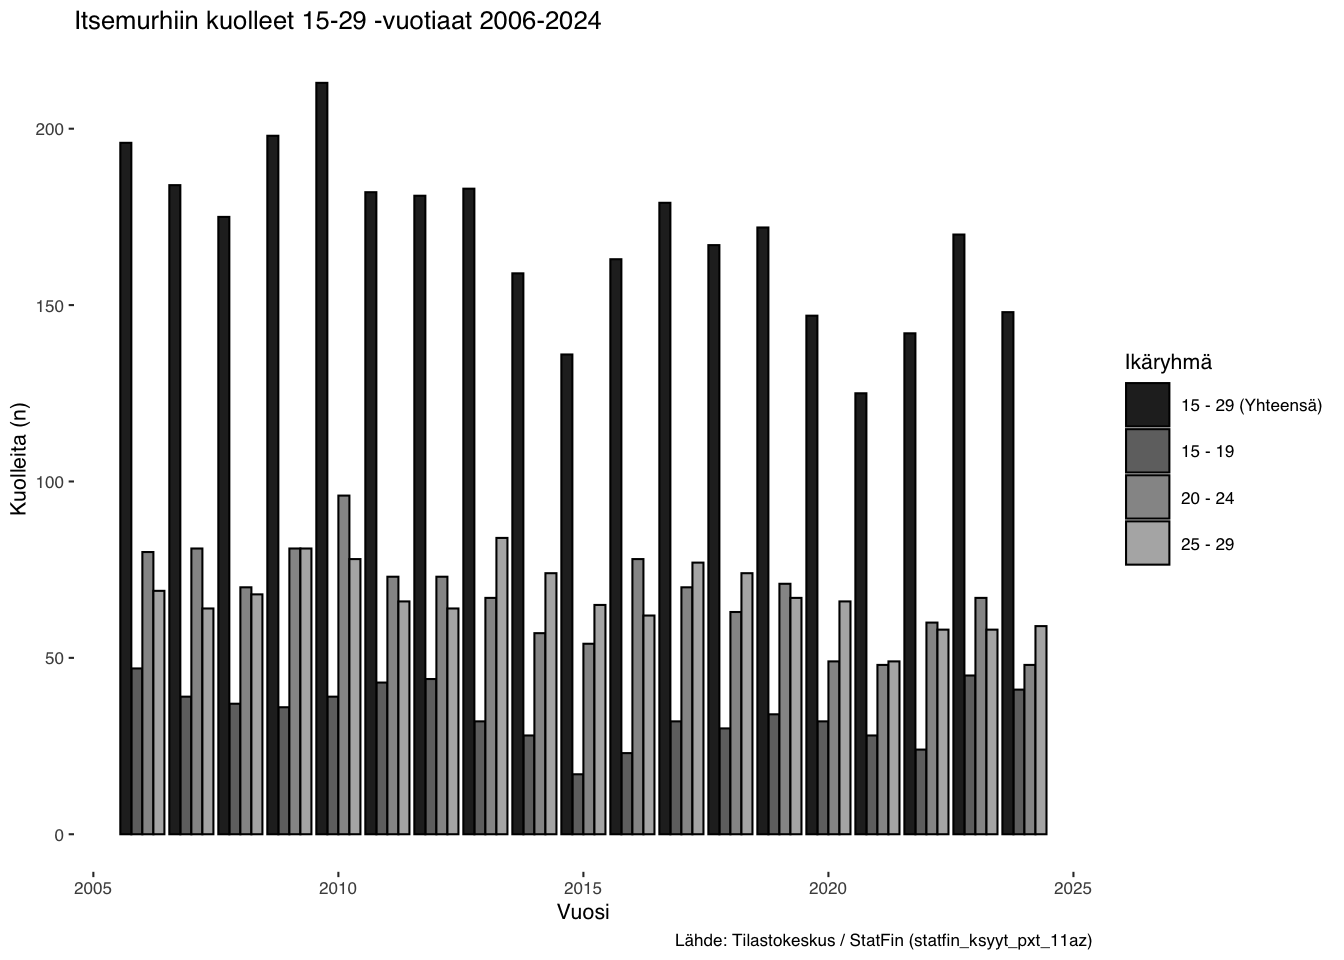 Itsemurhiin kuolleet 15-29 -vuotiaat 2006-2024
200
150
100
50
0
Kuolleita (n)
2005
2010
2015
2020
2025
Vuosi
Ikäryhmä
15 - 29 (Yhteensä)
15 - 19
20 - 24
25 - 29
Lähde: Tilastokeskus / StatFin (statfin_ksyyt_pxt_11az)